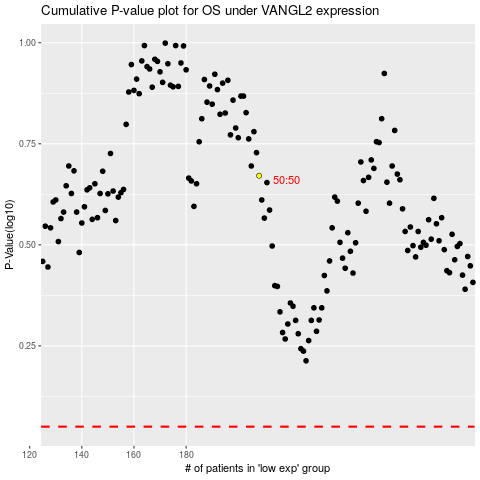 Cumulative P-value plot for OS under VANGL2 expression
P-Value(log10)
1.00
0.75
0.50
0.25
50:50
120 140 160 180
# of patients in 'low exp' group